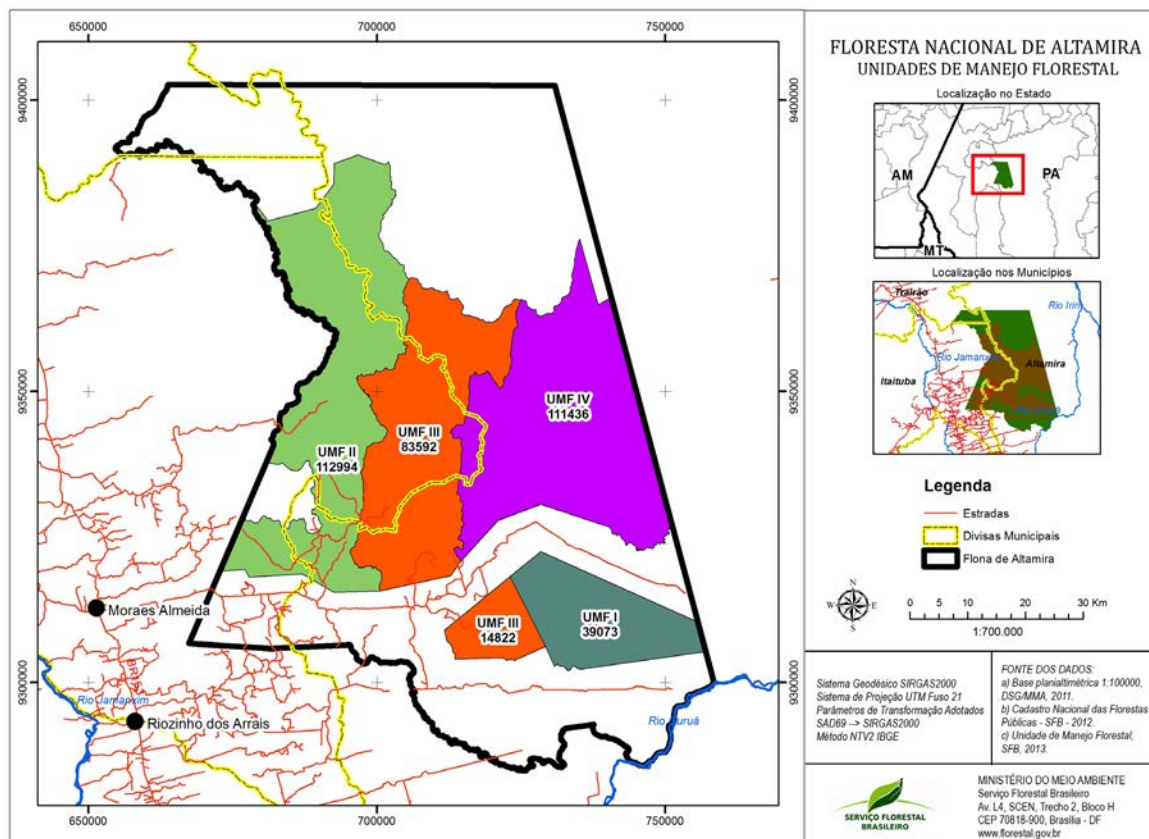 650000
700000
750000
9400000
9400000
9350000
9350000
9300000
9300000
650000
700000
750000
UMF IV
111436
UMF III
83592
UMF II
112994
UMF III
14822
UMF I
39073
Moraes Almeida
Rio Jamanxim
Riozinho dos Arrais
Rio Curuá
FLORESTA NACIONAL DE ALTAMIRA
UNIDADES DE MANEJO FLORESTAL
Localização no Estado
AM
PA
MT
Localização nos Municípios
Trairão
Rio Iriri
Rio Jamanxim
Altamira
Itaituba
Legenda
Estradas
Divisas Municipais
Flona de Altamira
N
W
E
S
0 5 10 20 30 Km
1:700.000
Sistema Geodésico SIRGAS2000
Sistema de Projeção UTM Fuso 21
Parâmetros de Transformação Adotados
SAD69 --> SIRGAS2000
Método NTV2 IBGE
FONTE DOS DADOS:
a) Base planialtimétrica 1:100000,
DSG/MMA, 2011.
b) Cadastro Nacional das Florestas
Públicas - SFB - 2012.
c) Unidade de Manejo Florestal,
SFB, 2013.
SERVIÇO FLORESTAL
BRASILEIRO
MINISTÉRIO DO MEIO AMBIENTE
Serviço Florestal Brasileiro
Av. L4, SCEN, Trecho 2, Bloco H
CEP 70818-900, Brasília - DF
www.florestal.gov.br